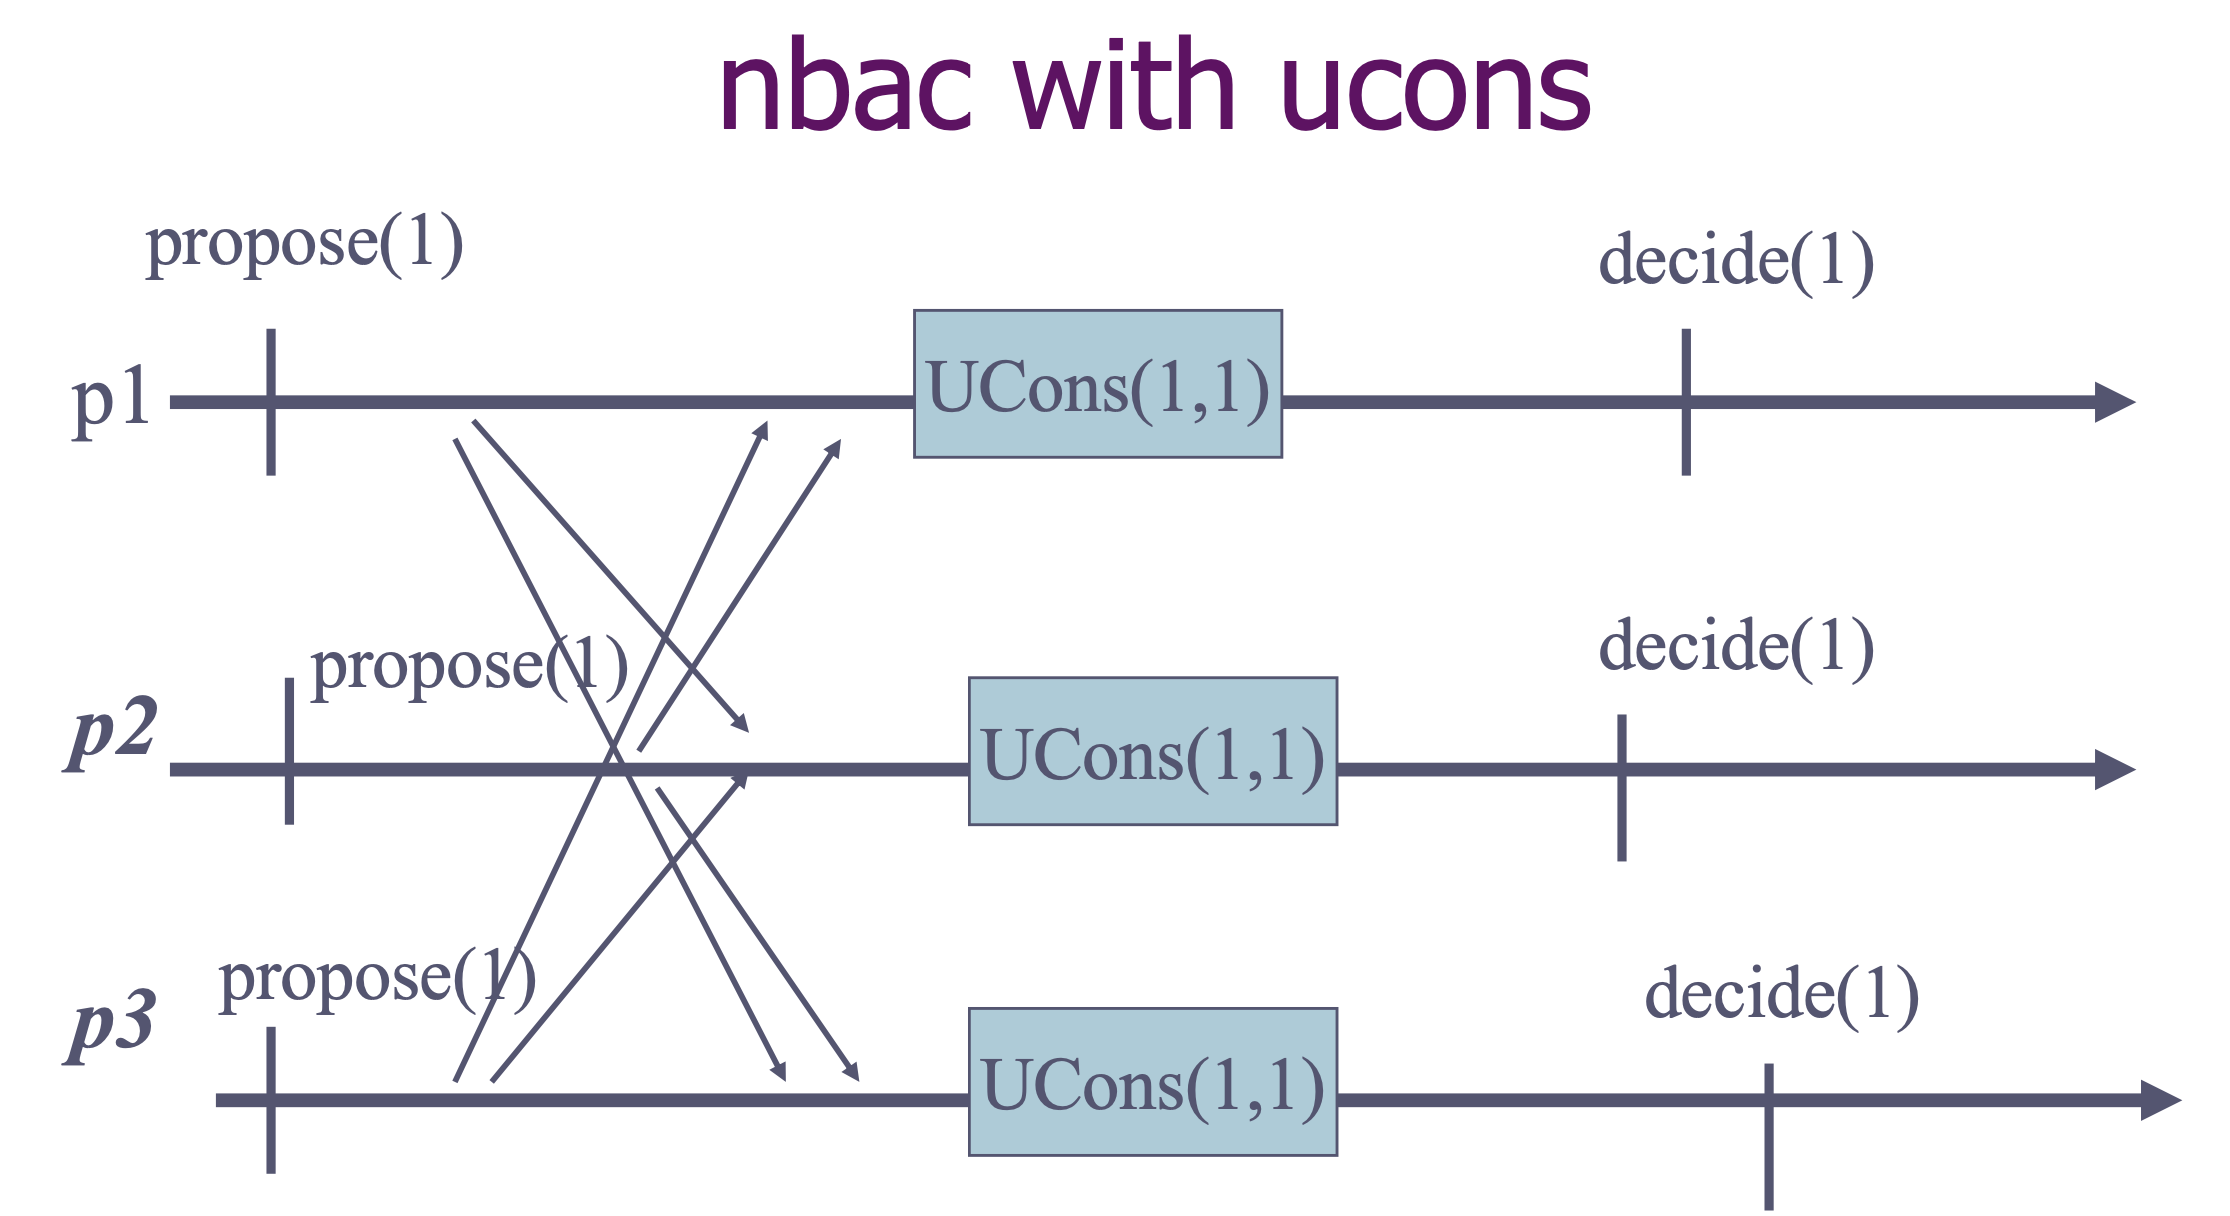 nbac with ucons
propose(1)
decide(1)
p1
UCons(1,1)
propose(1)
decide(1)
p2
UCons(1,1)
propose(1)
decide(1)
p3
UCons(1,1)